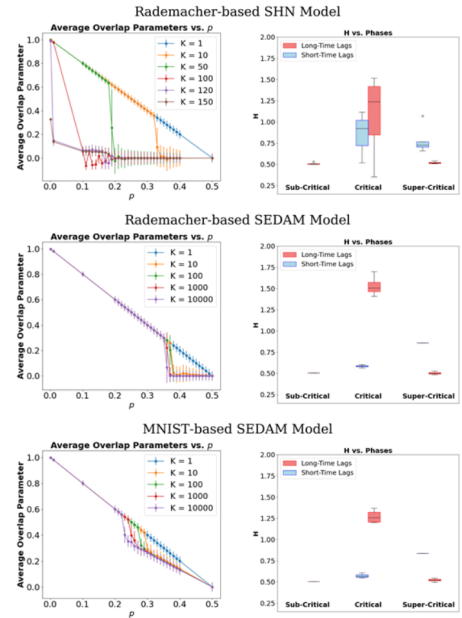 Rademacher-based SHN Model
Average Overlap Parameters vs. p
Average Overlap Parameter
1.0
0.8
0.6
0.4
0.2
0.0
K = 1
K = 10
K = 50
K = 100
K = 120
K = 150
0.0 0.1 0.2 0.3 0.4 0.5
p
H vs. Phases
H
2.00
1.75
1.50
1.25
1.00
0.75
0.50
0.25
Long-Time Lags
Short-Time Lags
Sub-Critical Critical Super-Critical
Rademacher-based SEDAM Model
Average Overlap Parameters vs. p
Average Overlap Parameter
1.0
0.8
0.6
0.4
0.2
0.0
K = 1
K = 10
K = 100
K = 1000
K = 10000
0.0 0.1 0.2 0.3 0.4 0.5
p
H vs. Phases
H
2.00
1.75
1.50
1.25
1.00
0.75
0.50
0.25
Long-Time Lags
Short-Time Lags
Sub-Critical Critical Super-Critical
MNIST-based SEDAM Model
Average Overlap Parameters vs. p
Average Overlap Parameter
1.0
0.8
0.6
0.4
0.2
0.0
K = 1
K = 10
K = 100
K = 1000
K = 10000
0.0 0.1 0.2 0.3 0.4 0.5
p
H vs. Phases
H
2.00
1.75
1.50
1.25
1.00
0.75
0.50
0.25
Long-Time Lags
Short-Time Lags
Sub-Critical Critical Super-Critical